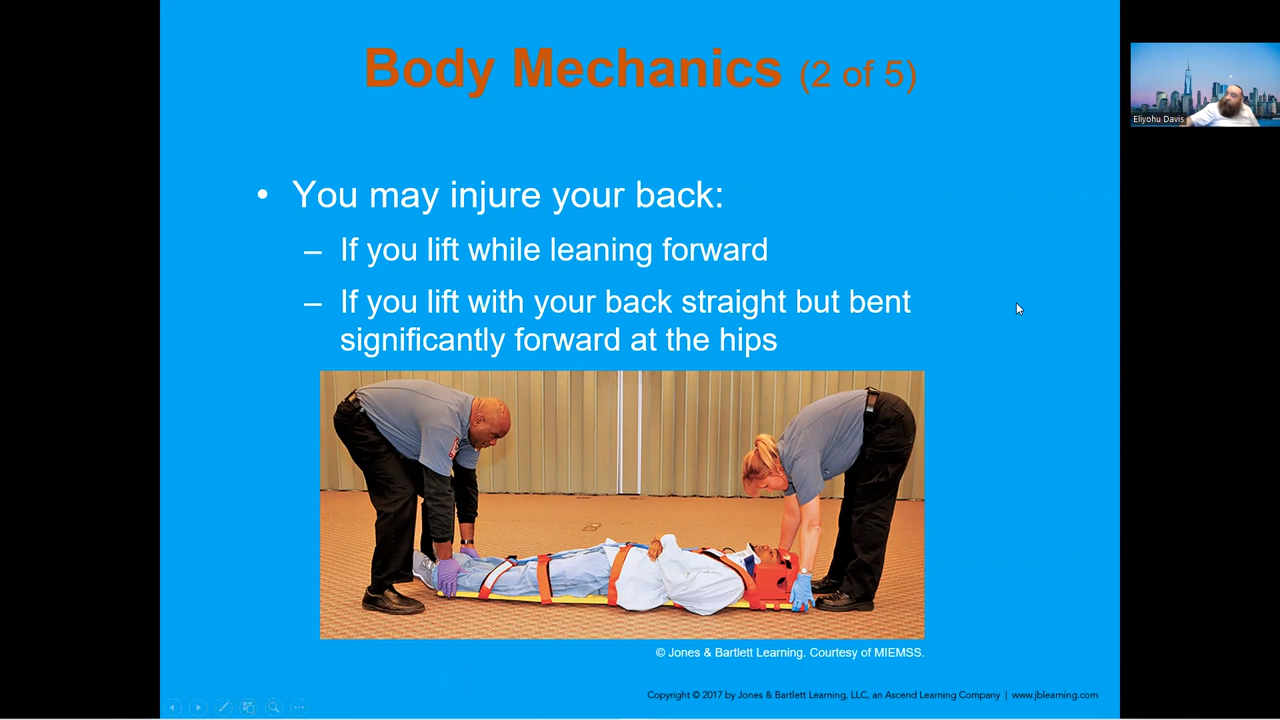 Body Mechanics (2 of 5)
Eliyohu Davis
• You may injure your back:
– If you lift while leaning forward
– If you lift with your back straight but bent
significantly forward at the hips
© Jones & Bartlett Learning. Courtesy of MIEMSS.
Copyright © 2017 by Jones & Bartlett Learning, LLC, an Ascend Learning Company | www.jblearning.com